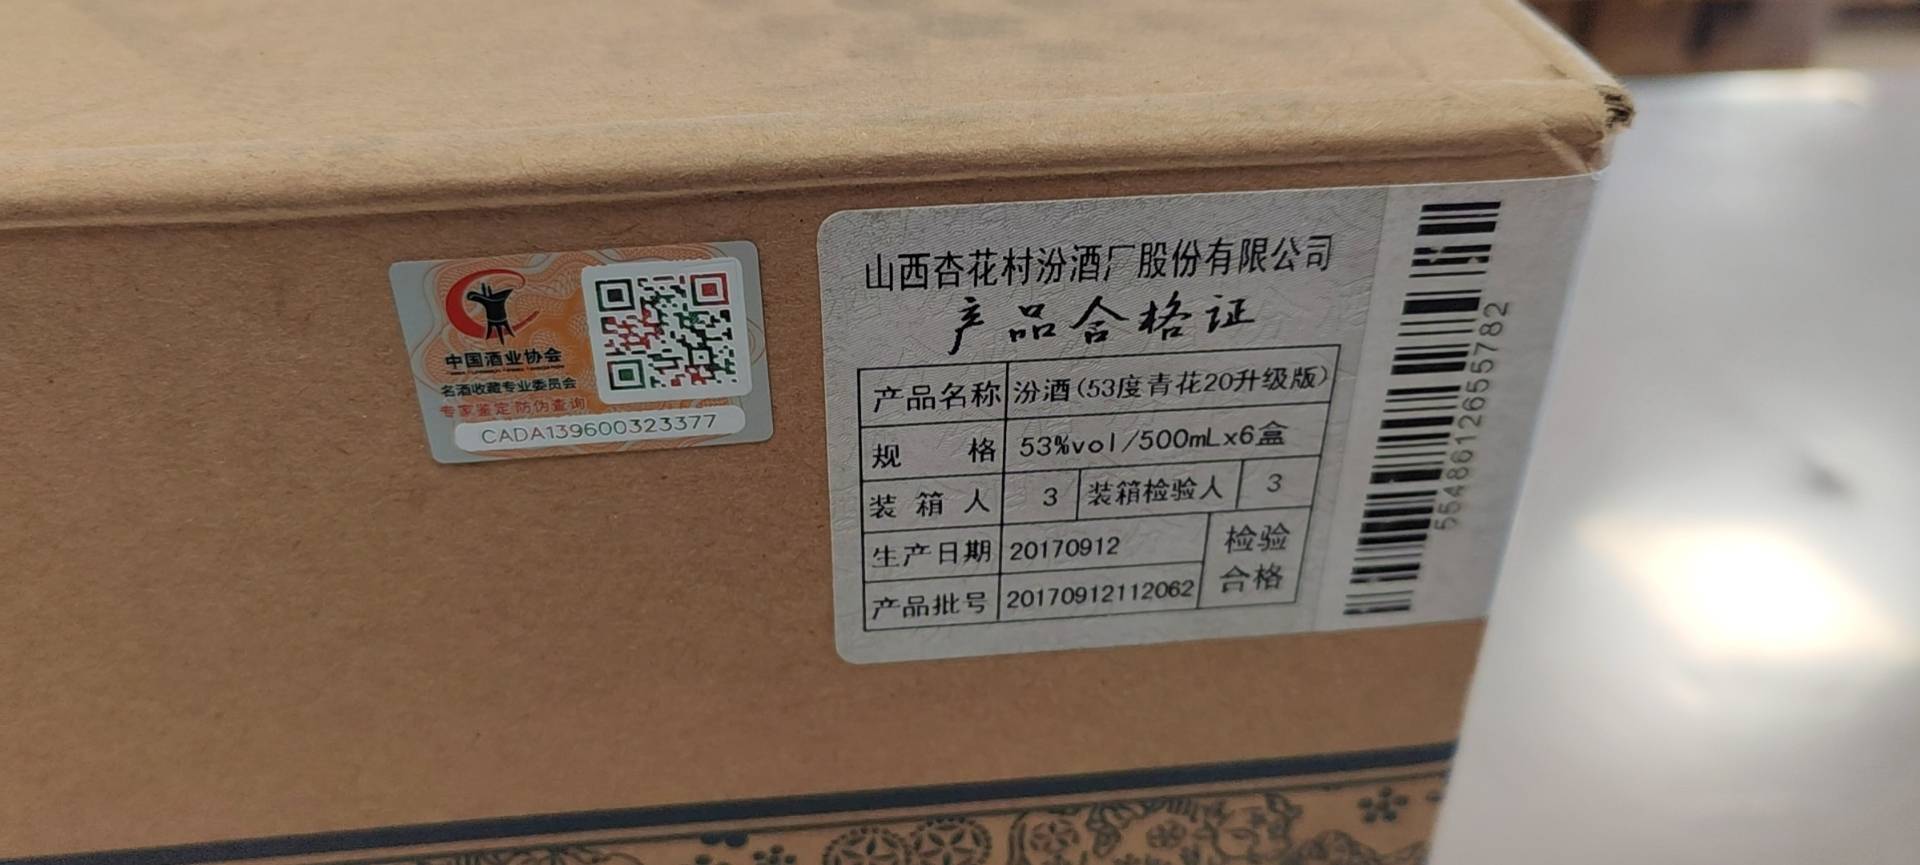 中国酒业协会
名酒收藏专业委员会
专家鉴定 防伪查询
CADA139600323377
山西杏花村汾酒厂股份有限公司
产品合格证
产品名称 汾酒(53度青花20升级版)
规 格 53%vol/500mLx6盒
装 箱 人 3 装箱检验人 3
生产日期 20170912 检验
产品批号 20170912112062 合格
554861265 5782